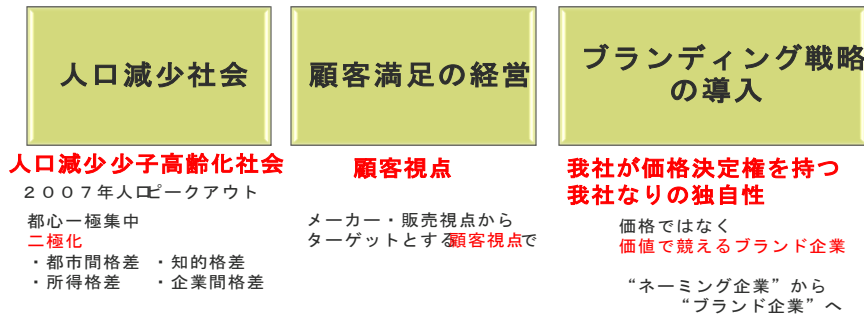 人口減少社会
人口減少少子高齢化社会
２００７年人口ピークアウト
都心一極集中
二極化
・都市間格差 ・知的格差
・所得格差 ・企業間格差
顧客満足の経営
顧客視点
メーカー・販売視点から
ターゲットとする顧客視点で
ブランディング戦略
の導入
我社が価格決定権を持つ
我社なりの独自性
価格ではなく
価値で競えるブランド企業
“ネーミング企業”から
“ブランド企業”へ